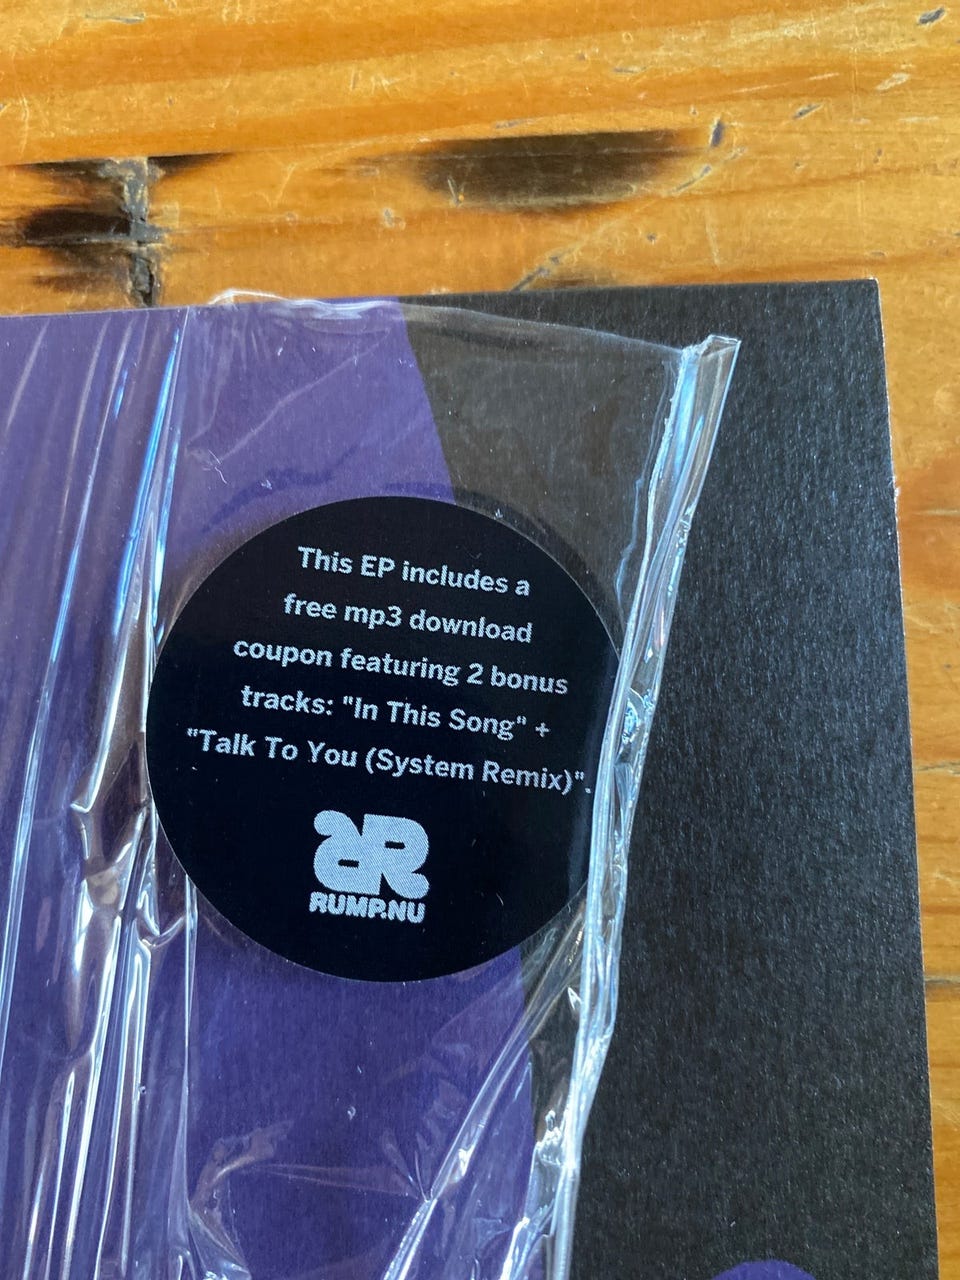 This EP includes a
free mp3 download
coupon featuring 2 bonus
tracks: "In This Song" +
"Talk To You (System Remix)".
RUMP.NU